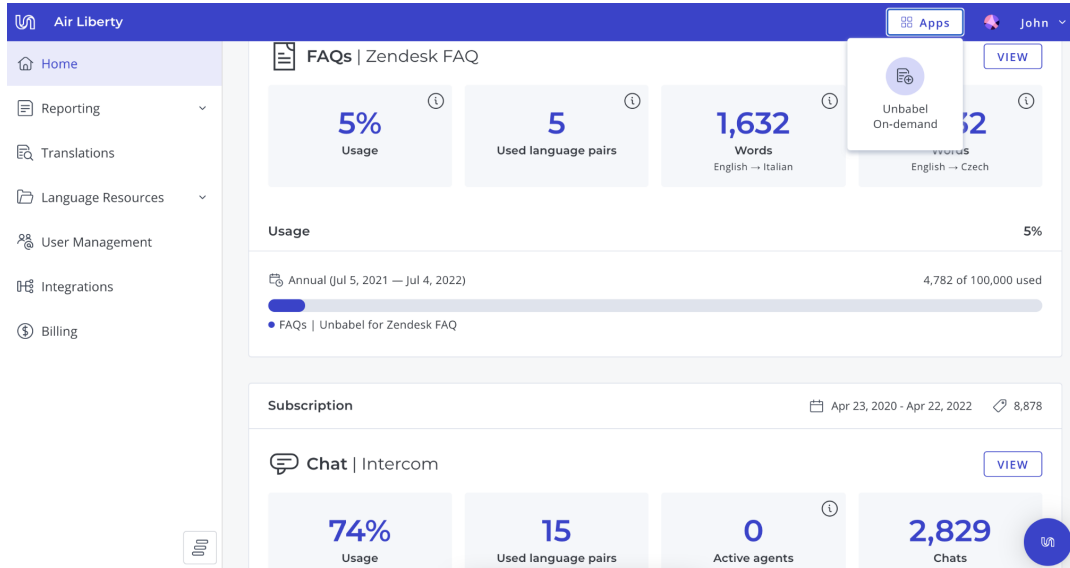 Air Liberty
Apps
John
Home
Reporting
Translations
Language Resources
User Management
Integrations
Billing
Unbabel
On-demand
FAQs | Zendesk FAQ
VIEW
5%
Usage
5
Used language pairs
1,632
Words
English → Italian
32
Words
English → Czech
Usage
5%
Annual (Jul 5, 2021 — Jul 4, 2022)
4,782 of 100,000 used
FAQs | Unbabel for Zendesk FAQ
Subscription
Apr 23, 2020 - Apr 22, 2022
8,878
Chat | Intercom
VIEW
74%
Usage
15
Used language pairs
0
Active agents
2,829
Chats